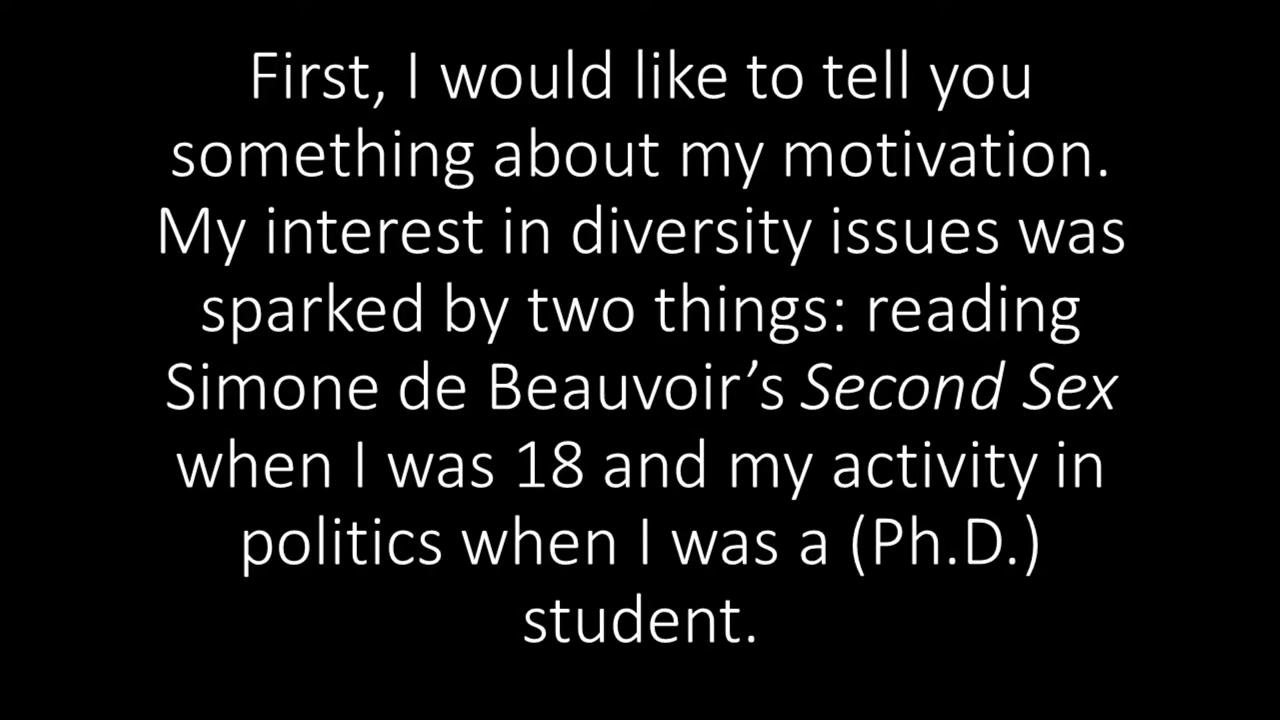 First, I would like to tell you
something about my motivation.
My interest in diversity issues was
sparked by two things: reading
Simone de Beauvoir’s Second Sex
when I was 18 and my activity in
politics when I was a (Ph.D.)
student.